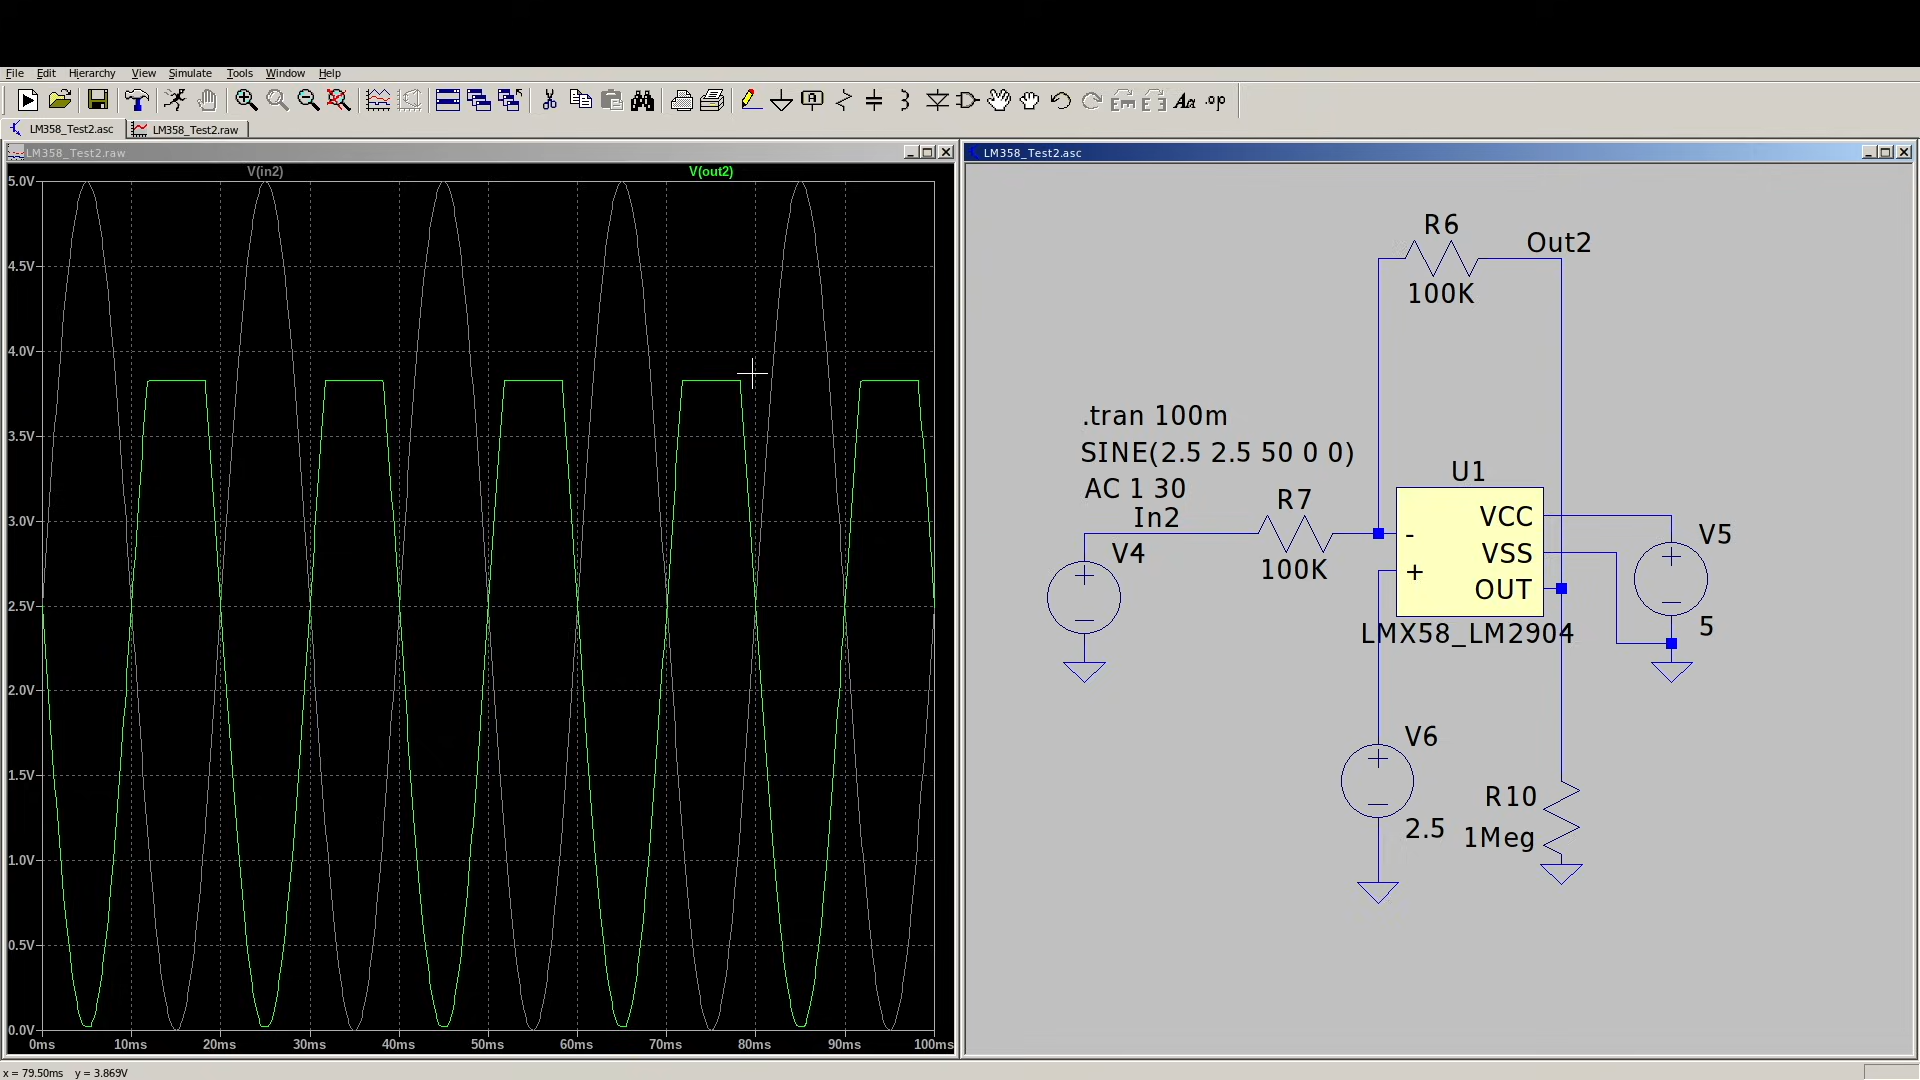 File Edit Hierarchy View Simulate Tools Window Help
LM358_Test2.asc LM358_Test2.raw
LM358_Test2.raw
V(in2) V(out2)
5.0V
4.5V
4.0V
3.5V
3.0V
2.5V
2.0V
1.5V
1.0V
0.5V
0.0V
0ms 10ms 20ms 30ms 40ms 50ms 60ms 70ms 80ms 90ms 100ms
LM358_Test2.asc
R6
Out2
100K
.tran 100m
SINE(2.5 2.5 50 0 0)
AC 1 30
In2
R7
100K
V4
U1
VCC
VSS
OUT
-
+
LMX58_LM2904
V5
5
V6
2.5
R10
1Meg
x = 79.50ms y = 3.869V